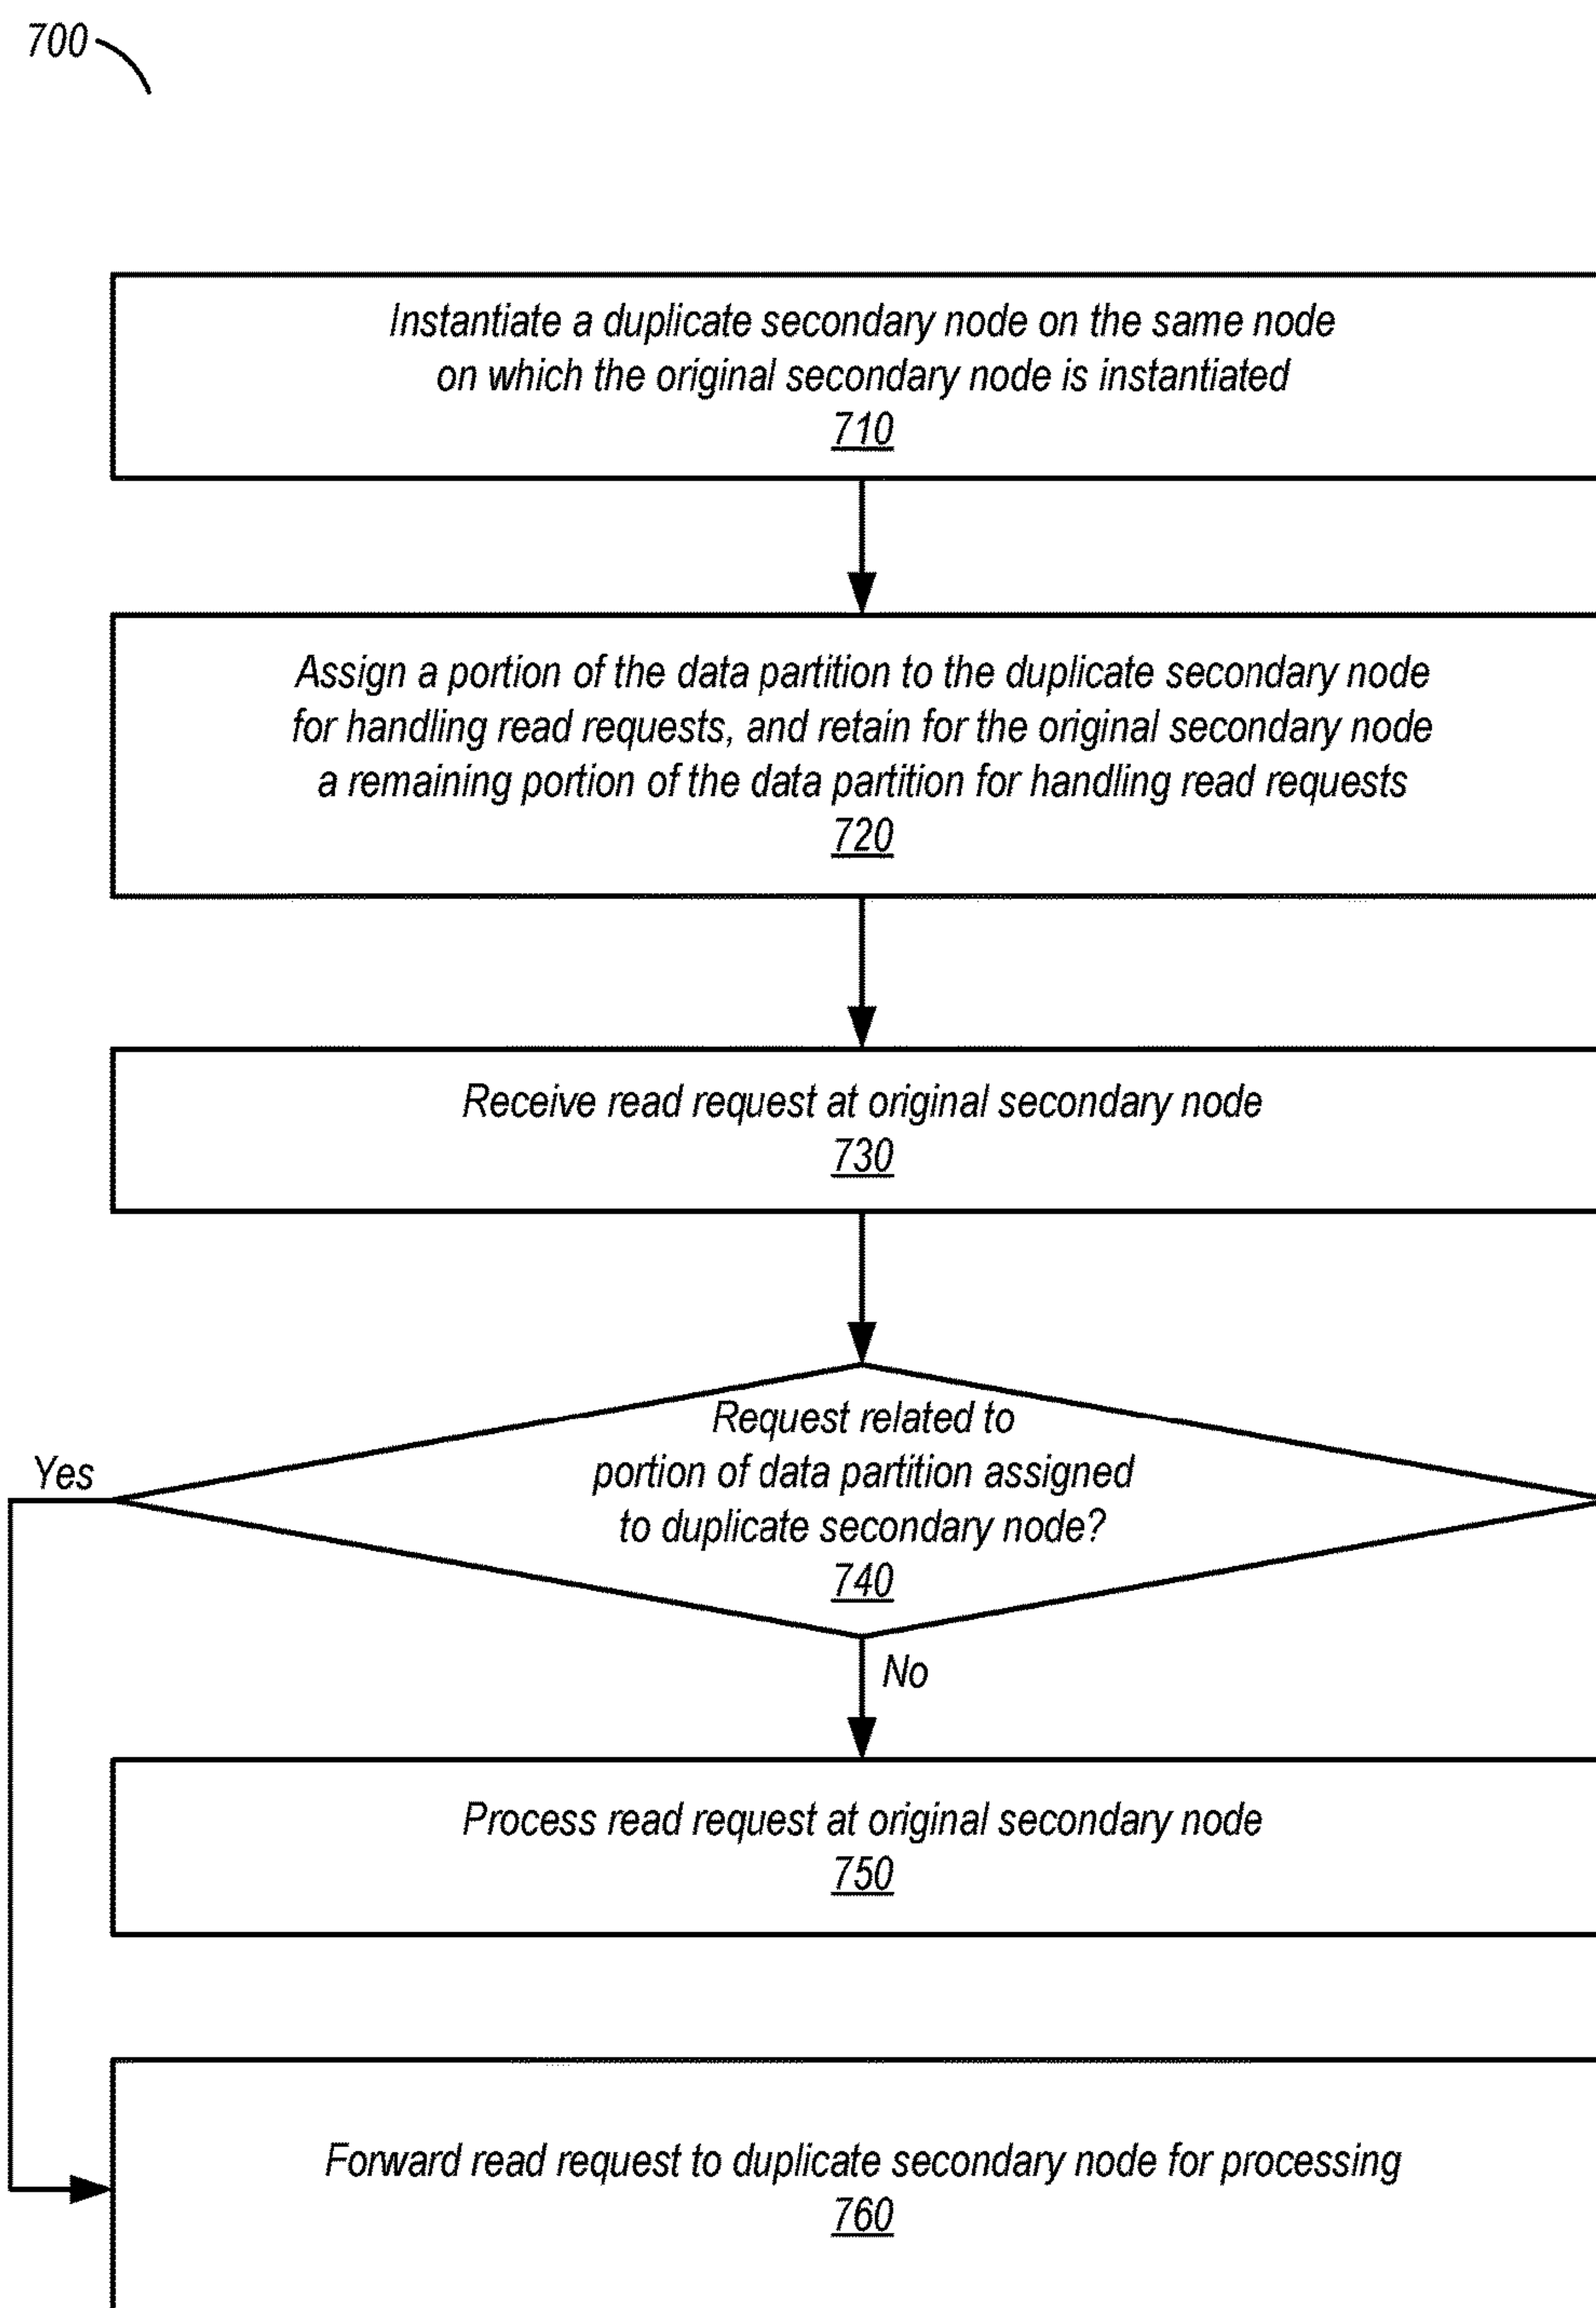 700
Instantiate a duplicate secondary node on the same node
on which the original secondary node is instantiated
710
Assign a portion of the data partition to the duplicate secondary node
for handling read requests, and retain for the original secondary node
a remaining portion of the data partition for handling read requests
720
Receive read request at original secondary node
730
Request related to
portion of data partition assigned
to duplicate secondary node?
740
Yes
No
Process read request at original secondary node
750
Forward read request to duplicate secondary node for processing
760